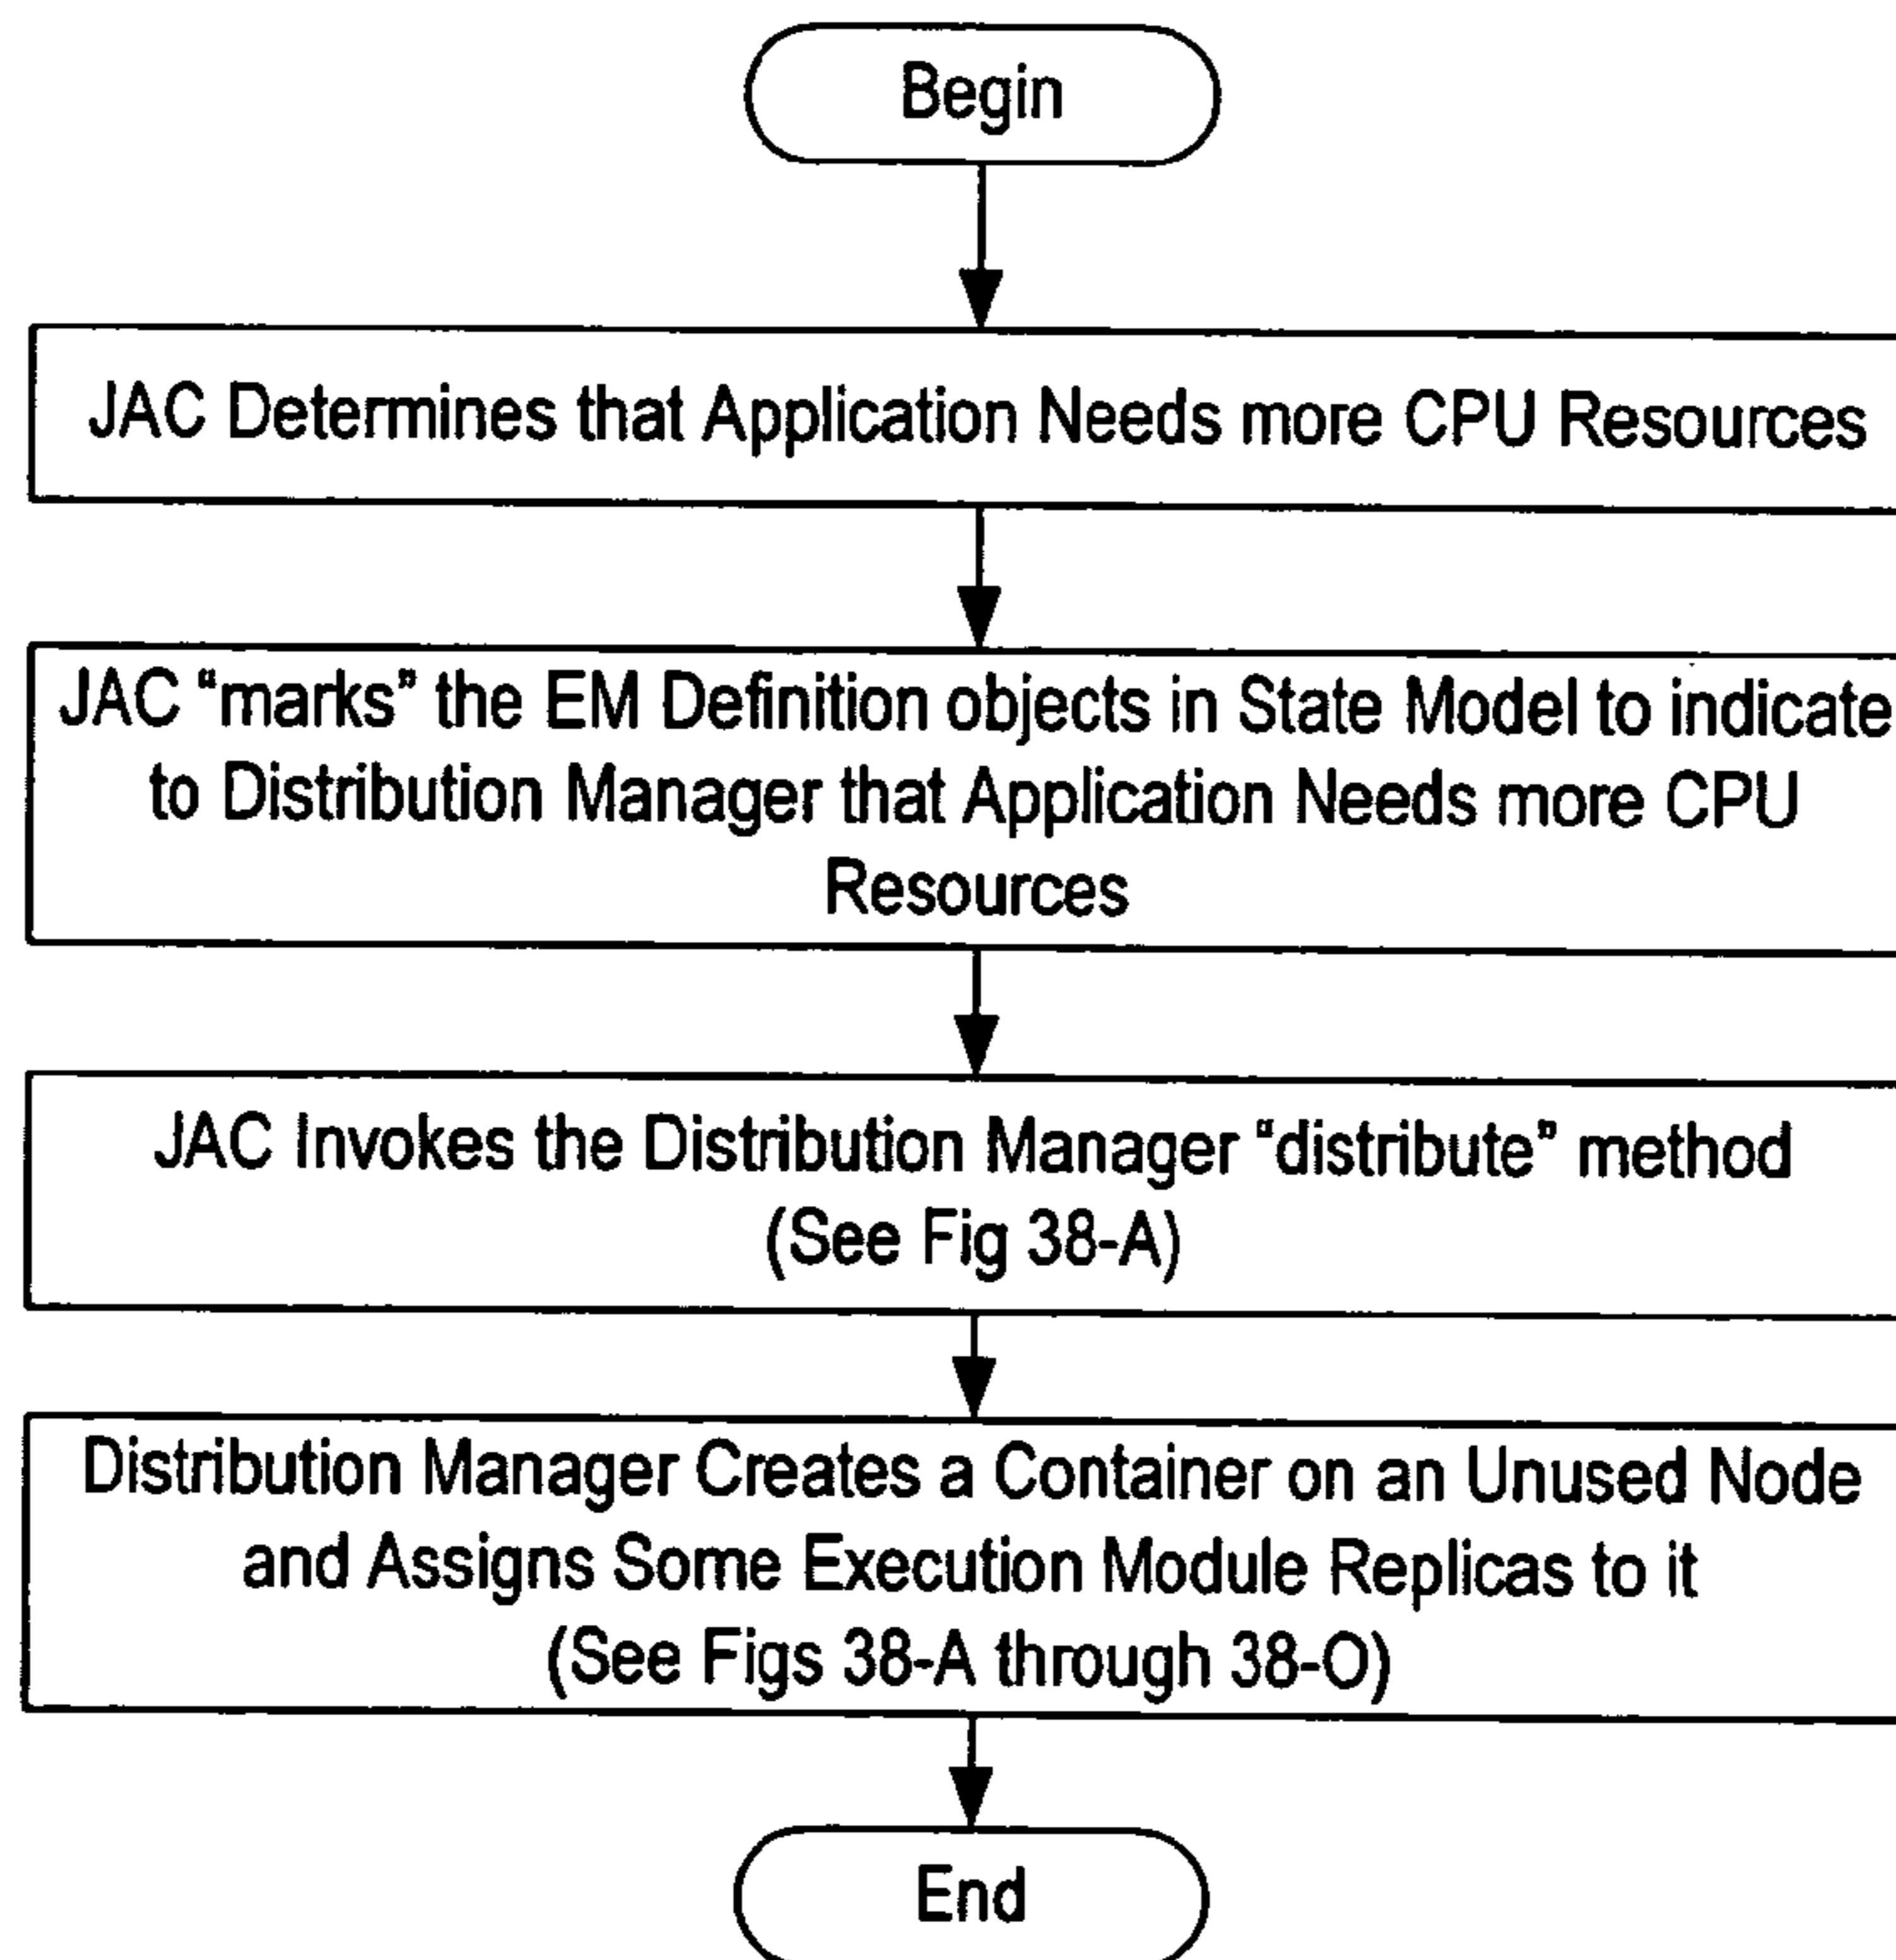 Begin
JAC Determines that Application Needs more CPU Resources
JAC “marks” the EM Definition objects in State Model to indicate
to Distribution Manager that Application Needs more CPU
Resources
JAC Invokes the Distribution Manager “distribute” method
(See Fig 38-A)
Distribution Manager Creates a Container on an Unused Node
and Assigns Some Execution Module Replicas to it
(See Figs 38-A through 38-O)
End